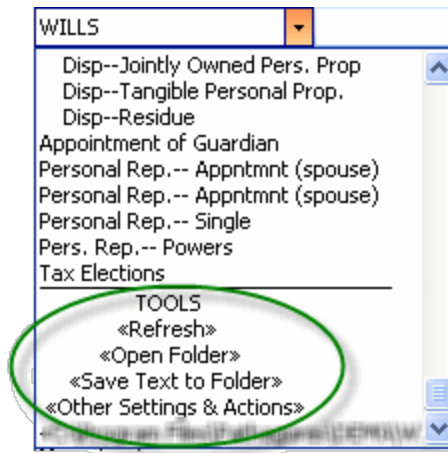 WILLS
Disp--Jointly Owned Pers. Prop
Disp--Tangible Personal Prop.
Disp--Residue
Appointment of Guardian
Personal Rep.-- Appntmnt (spouse)
Personal Rep.-- Appntmnt (spouse)
Personal Rep.-- Single
Pers. Rep.-- Powers
Tax Elections
TOOLS
«Refresh»
«Open Folder»
«Save Text to Folder»
«Other Settings & Actions»